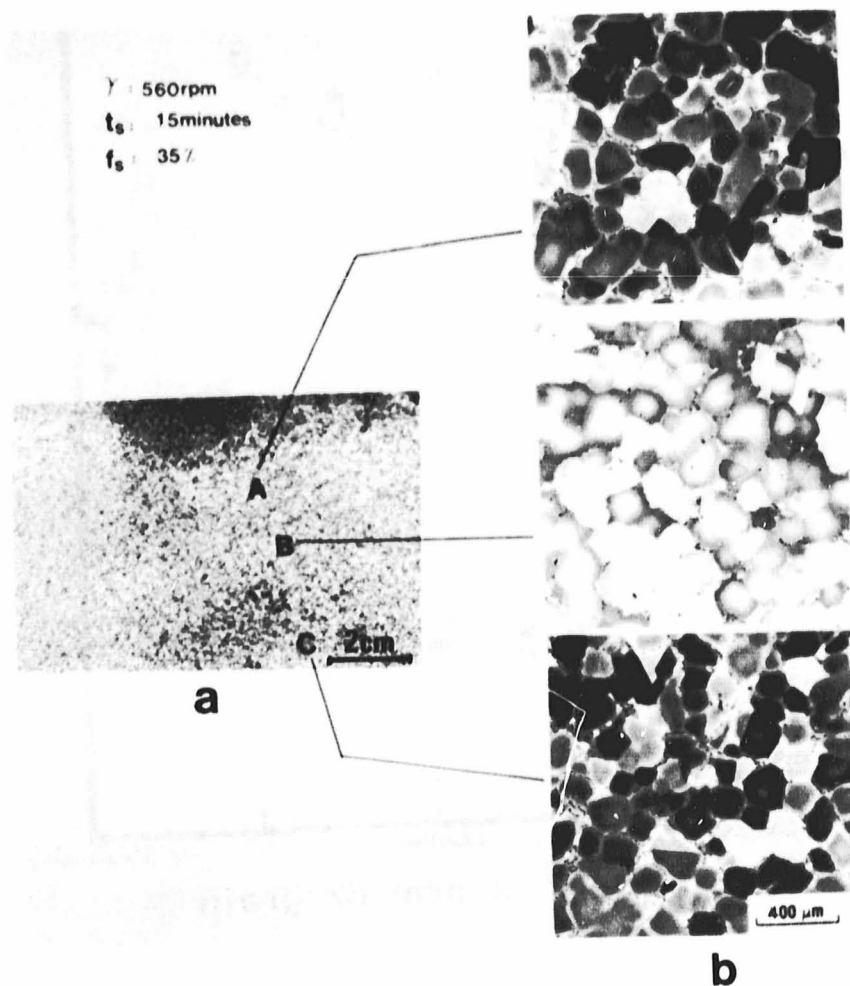 γ : 560rpm
ts : 15minutes
fs : 35%
A
B
C 2cm
a
400 μm
b